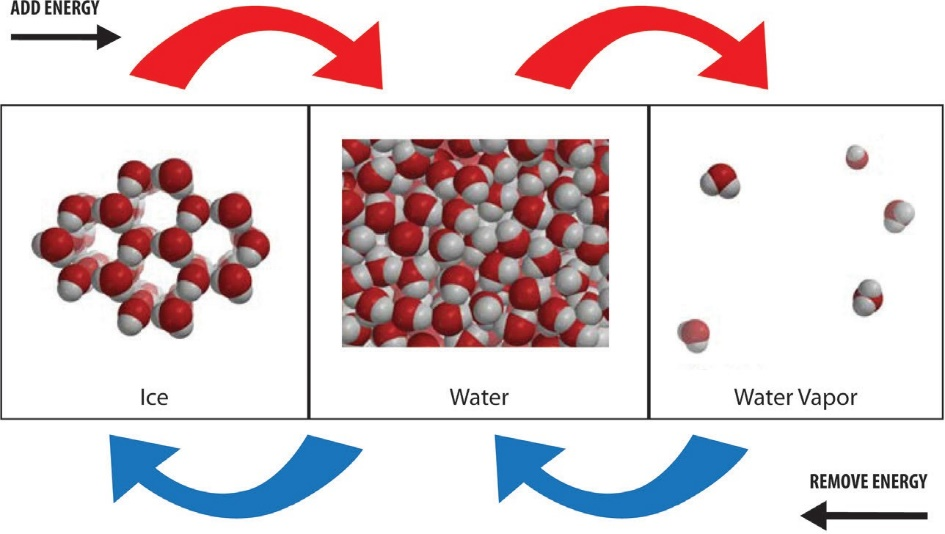 ADD ENERGY
Ice
Water
Water Vapor
REMOVE ENERGY